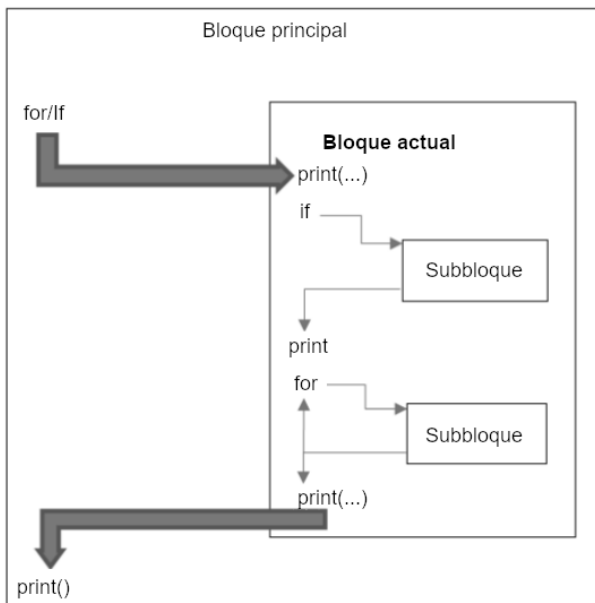 Bloque principal
for/If
Bloque actual
print(...)
if
Subbloque
print
for
Subbloque
print(...)
print()